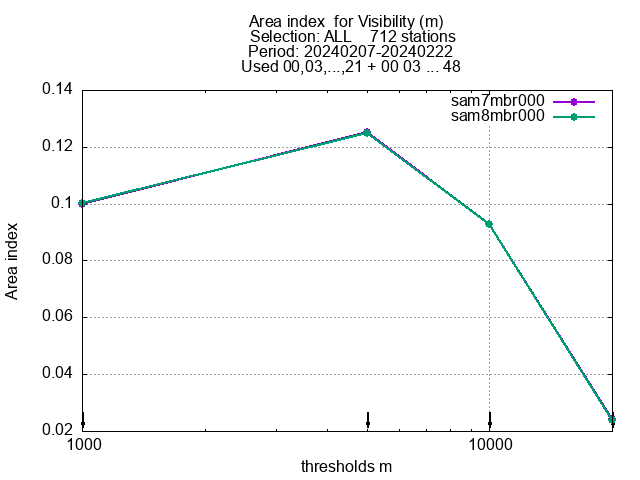 Area index  for Visibility (m)
Selection: ALL    712 stations
Period: 20240207-20240222
Used 00,03,...,21 + 00 03 ... 48
sam7mbr000
sam8mbr000
0.14
0.12
0.1
0.08
0.06
0.04
0.02
Area index
1000
10000
thresholds m